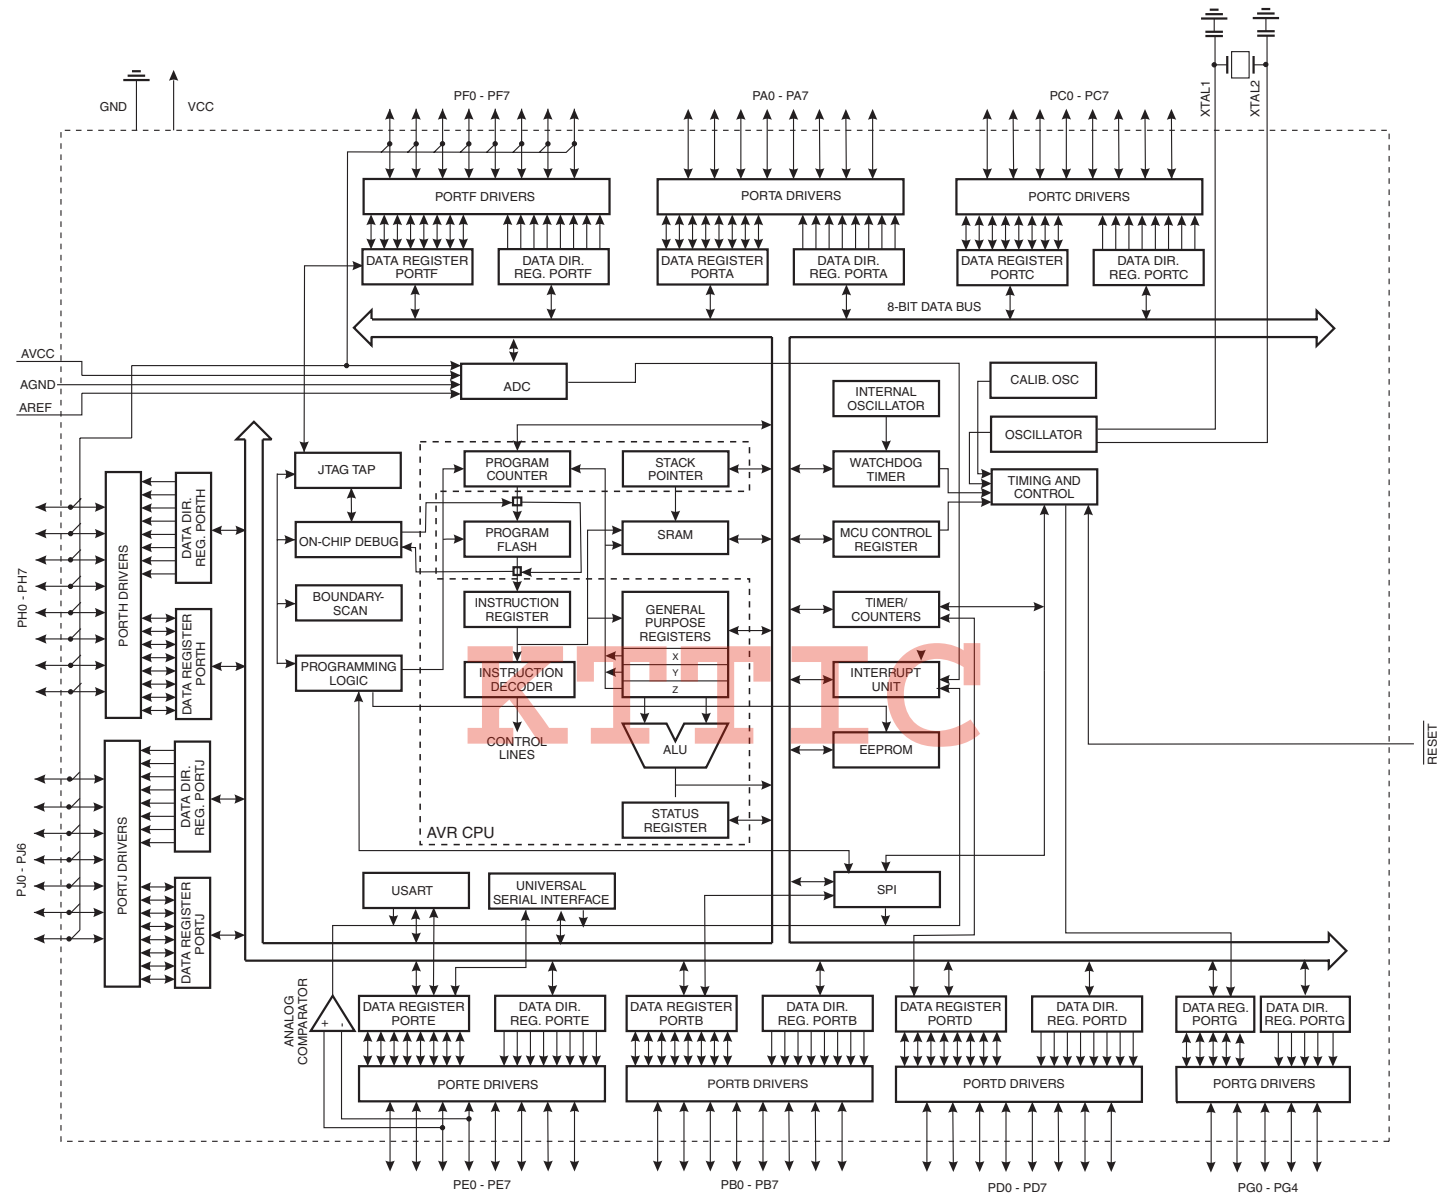 GND
VCC
PF0 - PF7
PA0 - PA7
PC0 - PC7
XTAL1
XTAL2
PORTF DRIVERS
PORTA DRIVERS
PORTC DRIVERS
DATA REGISTER
PORTF
DATA DIR.
REG. PORTF
DATA REGISTER
PORTA
DATA DIR.
REG. PORTA
DATA REGISTER
PORTC
DATA DIR.
REG. PORTC
8-BIT DATA BUS
AVCC
AGND
AREF
ADC
CALIB. OSC
INTERNAL
OSCILLATOR
OSCILLATOR
JTAG TAP
PROGRAM
COUNTER
STACK
POINTER
WATCHDOG
TIMER
TIMING AND
CONTROL
ON-CHIP DEBUG
PROGRAM
FLASH
SRAM
MCU CONTROL
REGISTER
BOUNDARY-
SCAN
INSTRUCTION
REGISTER
GENERAL
PURPOSE
REGISTERS
X
Y
Z
TIMER/
COUNTERS
PROGRAMMING
LOGIC
INSTRUCTION
DECODER
INTERRUPT
UNIT
KTTIC
CONTROL
LINES
ALU
EEPROM
RESET
STATUS
REGISTER
AVR CPU
PH0 - PH7
PORTH DRIVERS
DATA DIR.
REG. PORTH
DATA REGISTER
PORTH
PJ0 - PJ6
PORTJ DRIVERS
DATA DIR.
REG. PORTJ
DATA REGISTER
PORTJ
USART
UNIVERSAL
SERIAL INTERFACE
SPI
ANALOG
COMPARATOR
+
-
DATA REGISTER
PORTE
DATA DIR.
REG. PORTE
DATA REGISTER
PORTB
DATA DIR.
REG. PORTB
DATA REGISTER
PORTD
DATA DIR.
REG. PORTD
DATA REG.
PORTG
DATA DIR.
REG. PORTG
PORTE DRIVERS
PORTB DRIVERS
PORTD DRIVERS
PORTG DRIVERS
PE0 - PE7
PB0 - PB7
PD0 - PD7
PG0 - PG4